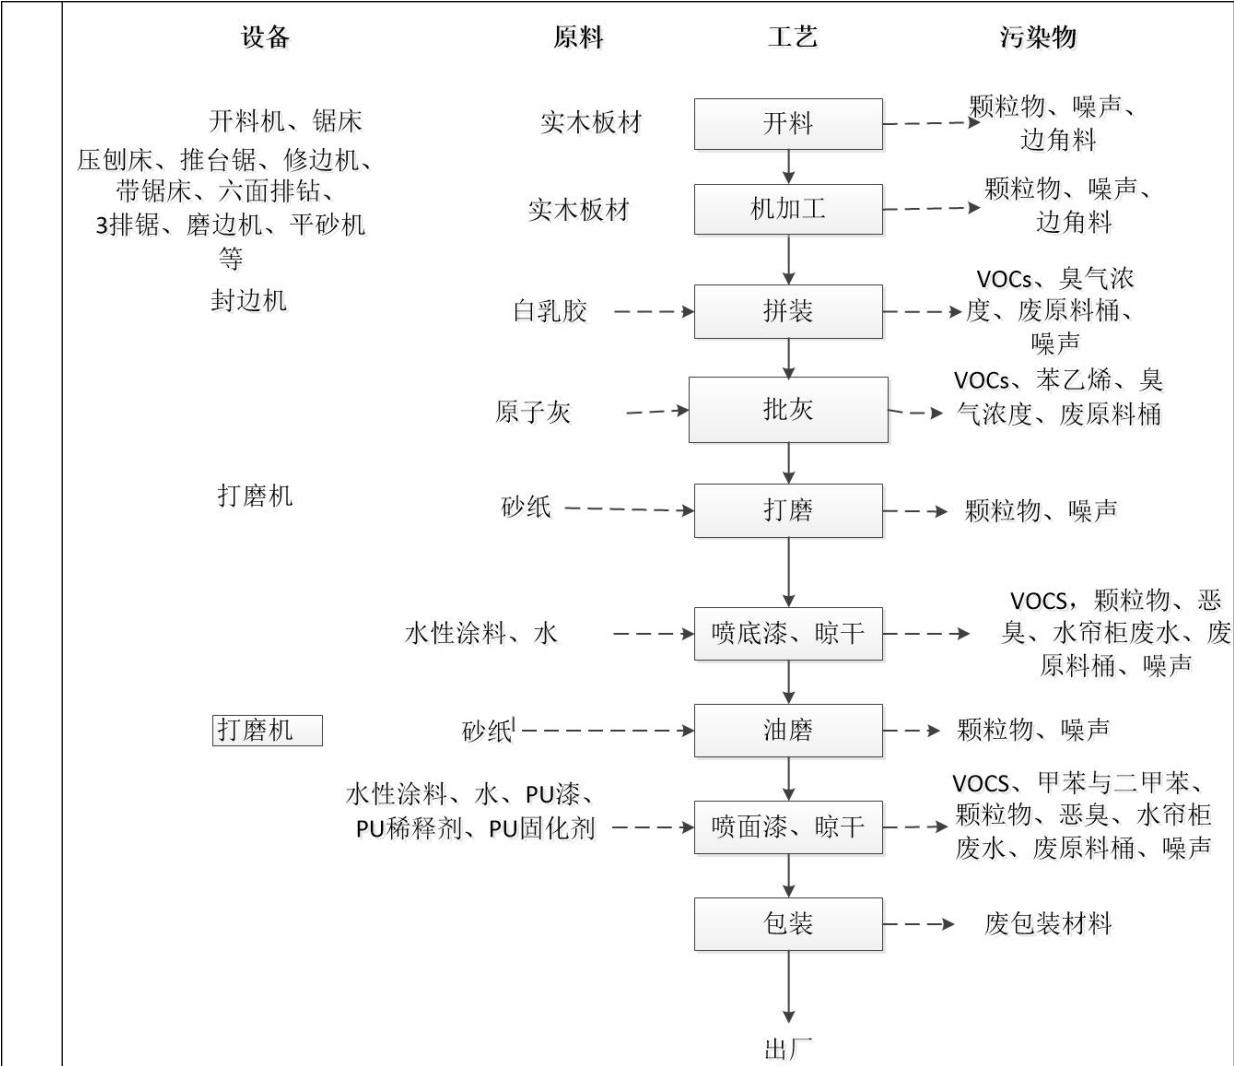 设备 原料 工艺 污染物
开料机、锯床 实木板材 开料 颗粒物、噪声、
边角料
压刨床、推台锯、修边机、
带锯床、六面排钻、
3排锯、磨边机、平砂机
等
实木板材 机加工 颗粒物、噪声、
边角料
封边机 白乳胶 拼装 VOCs、臭气浓
度、废原料桶、
噪声
原子灰 批灰 VOCs、苯乙烯、臭
气浓度、废原料桶
打磨机 砂纸 打磨 颗粒物、噪声
水性涂料、水 喷底漆、晾干 VOCS，颗粒物、恶
臭、水帘柜废水、废
原料桶、噪声
打磨机 砂纸 油磨 颗粒物、噪声
水性涂料、水、PU漆、
PU稀释剂、PU固化剂 喷面漆、晾干 VOCS、甲苯与二甲苯、
颗粒物、恶臭、水帘柜
废水、废原料桶、噪声
包装 废包装材料
出厂